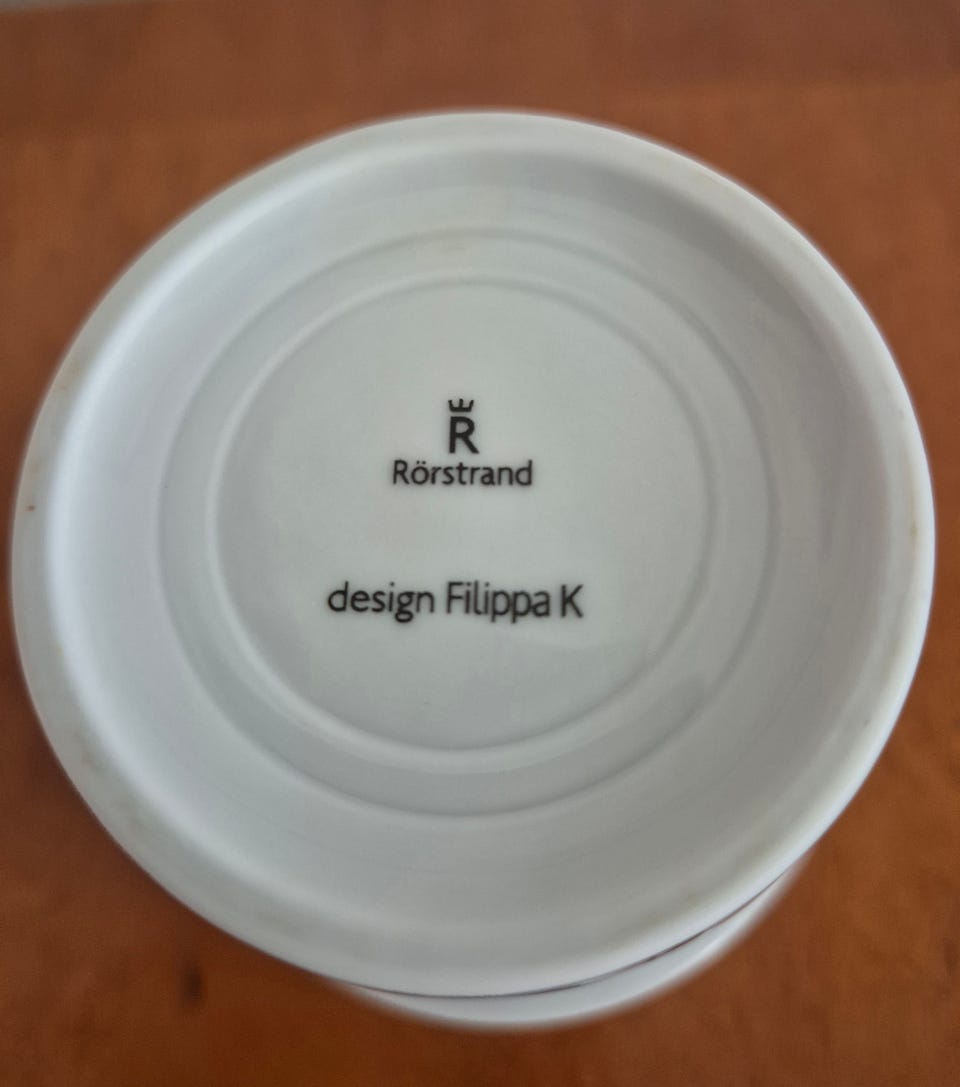 R
Rörstrand
design Filippa K